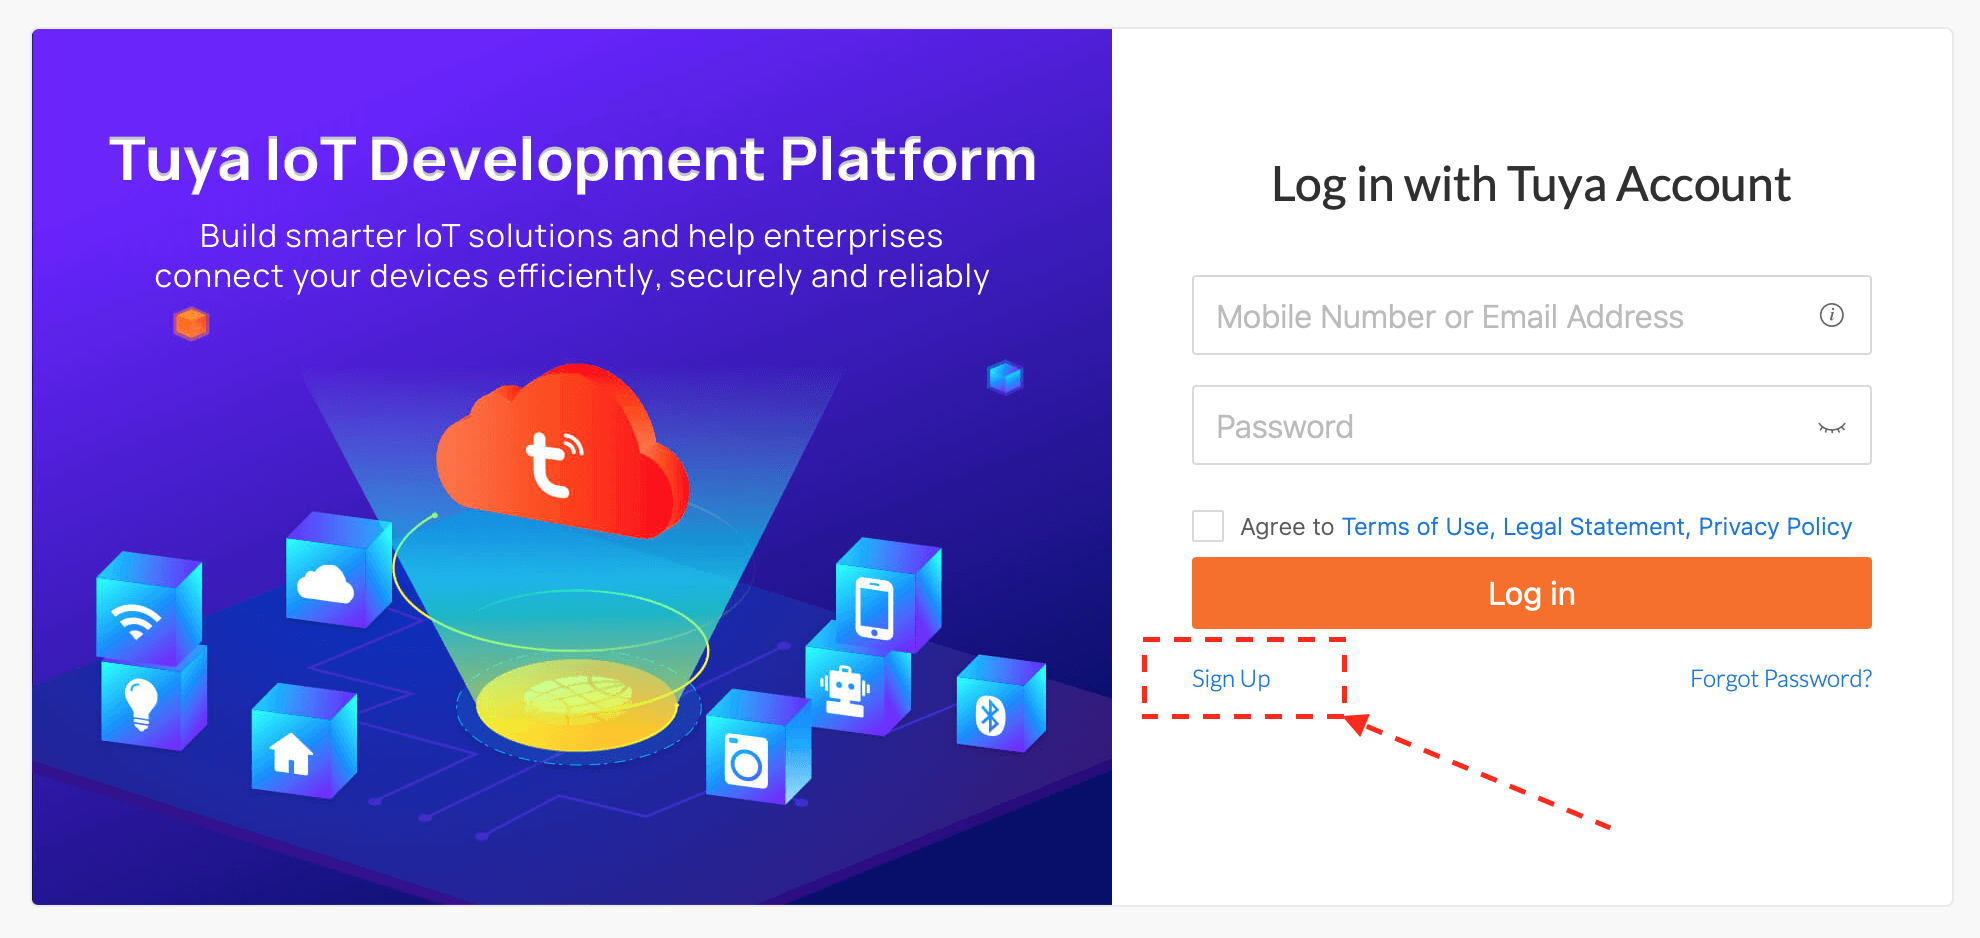 Tuya IoT Development Platform
Build smarter IoT solutions and help enterprises
connect your devices efficiently, securely and reliably
t
Log in with Tuya Account
Mobile Number or Email Address
i
Password
Agree to Terms of Use, Legal Statement, Privacy Policy
Log in
Sign Up
Forgot Password?